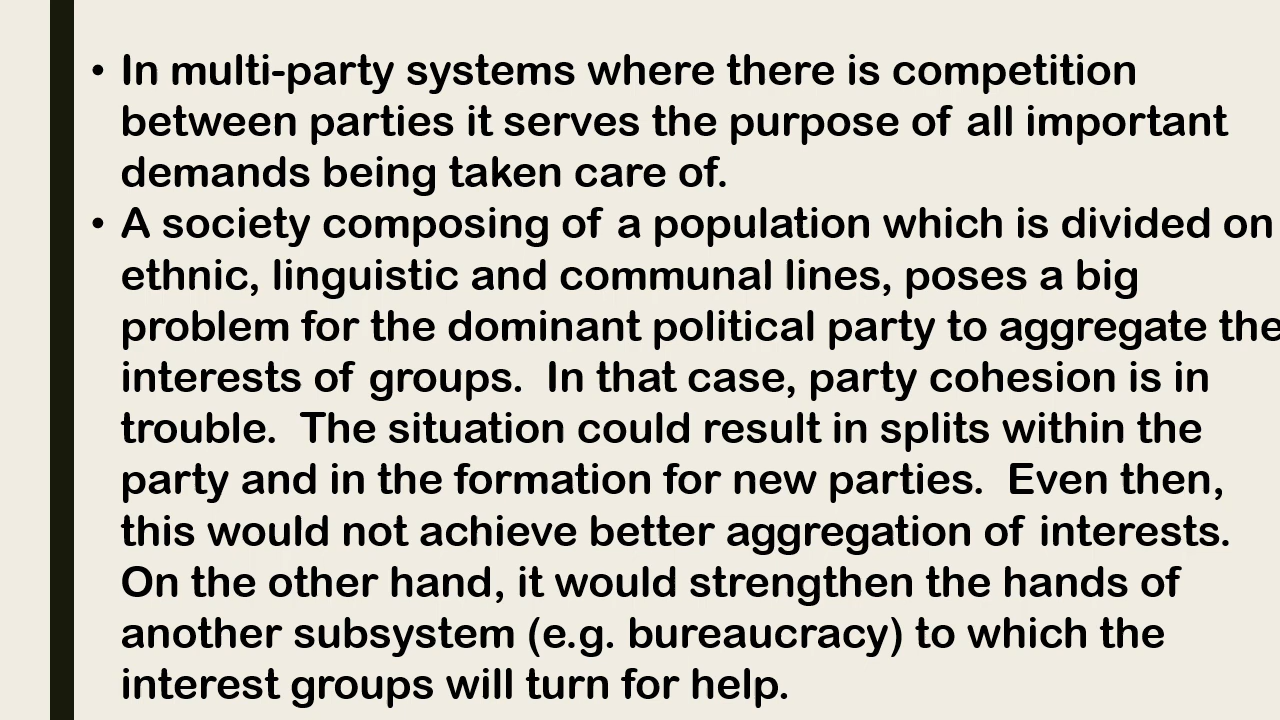 • In multi-party systems where there is competition
between parties it serves the purpose of all important
demands being taken care of.
• A society composing of a population which is divided on
ethnic, linguistic and communal lines, poses a big
problem for the dominant political party to aggregate the
interests of groups.  In that case, party cohesion is in
trouble.  The situation could result in splits within the
party and in the formation for new parties.  Even then,
this would not achieve better aggregation of interests.
On the other hand, it would strengthen the hands of
another subsystem (e.g. bureaucracy) to which the
interest groups will turn for help.